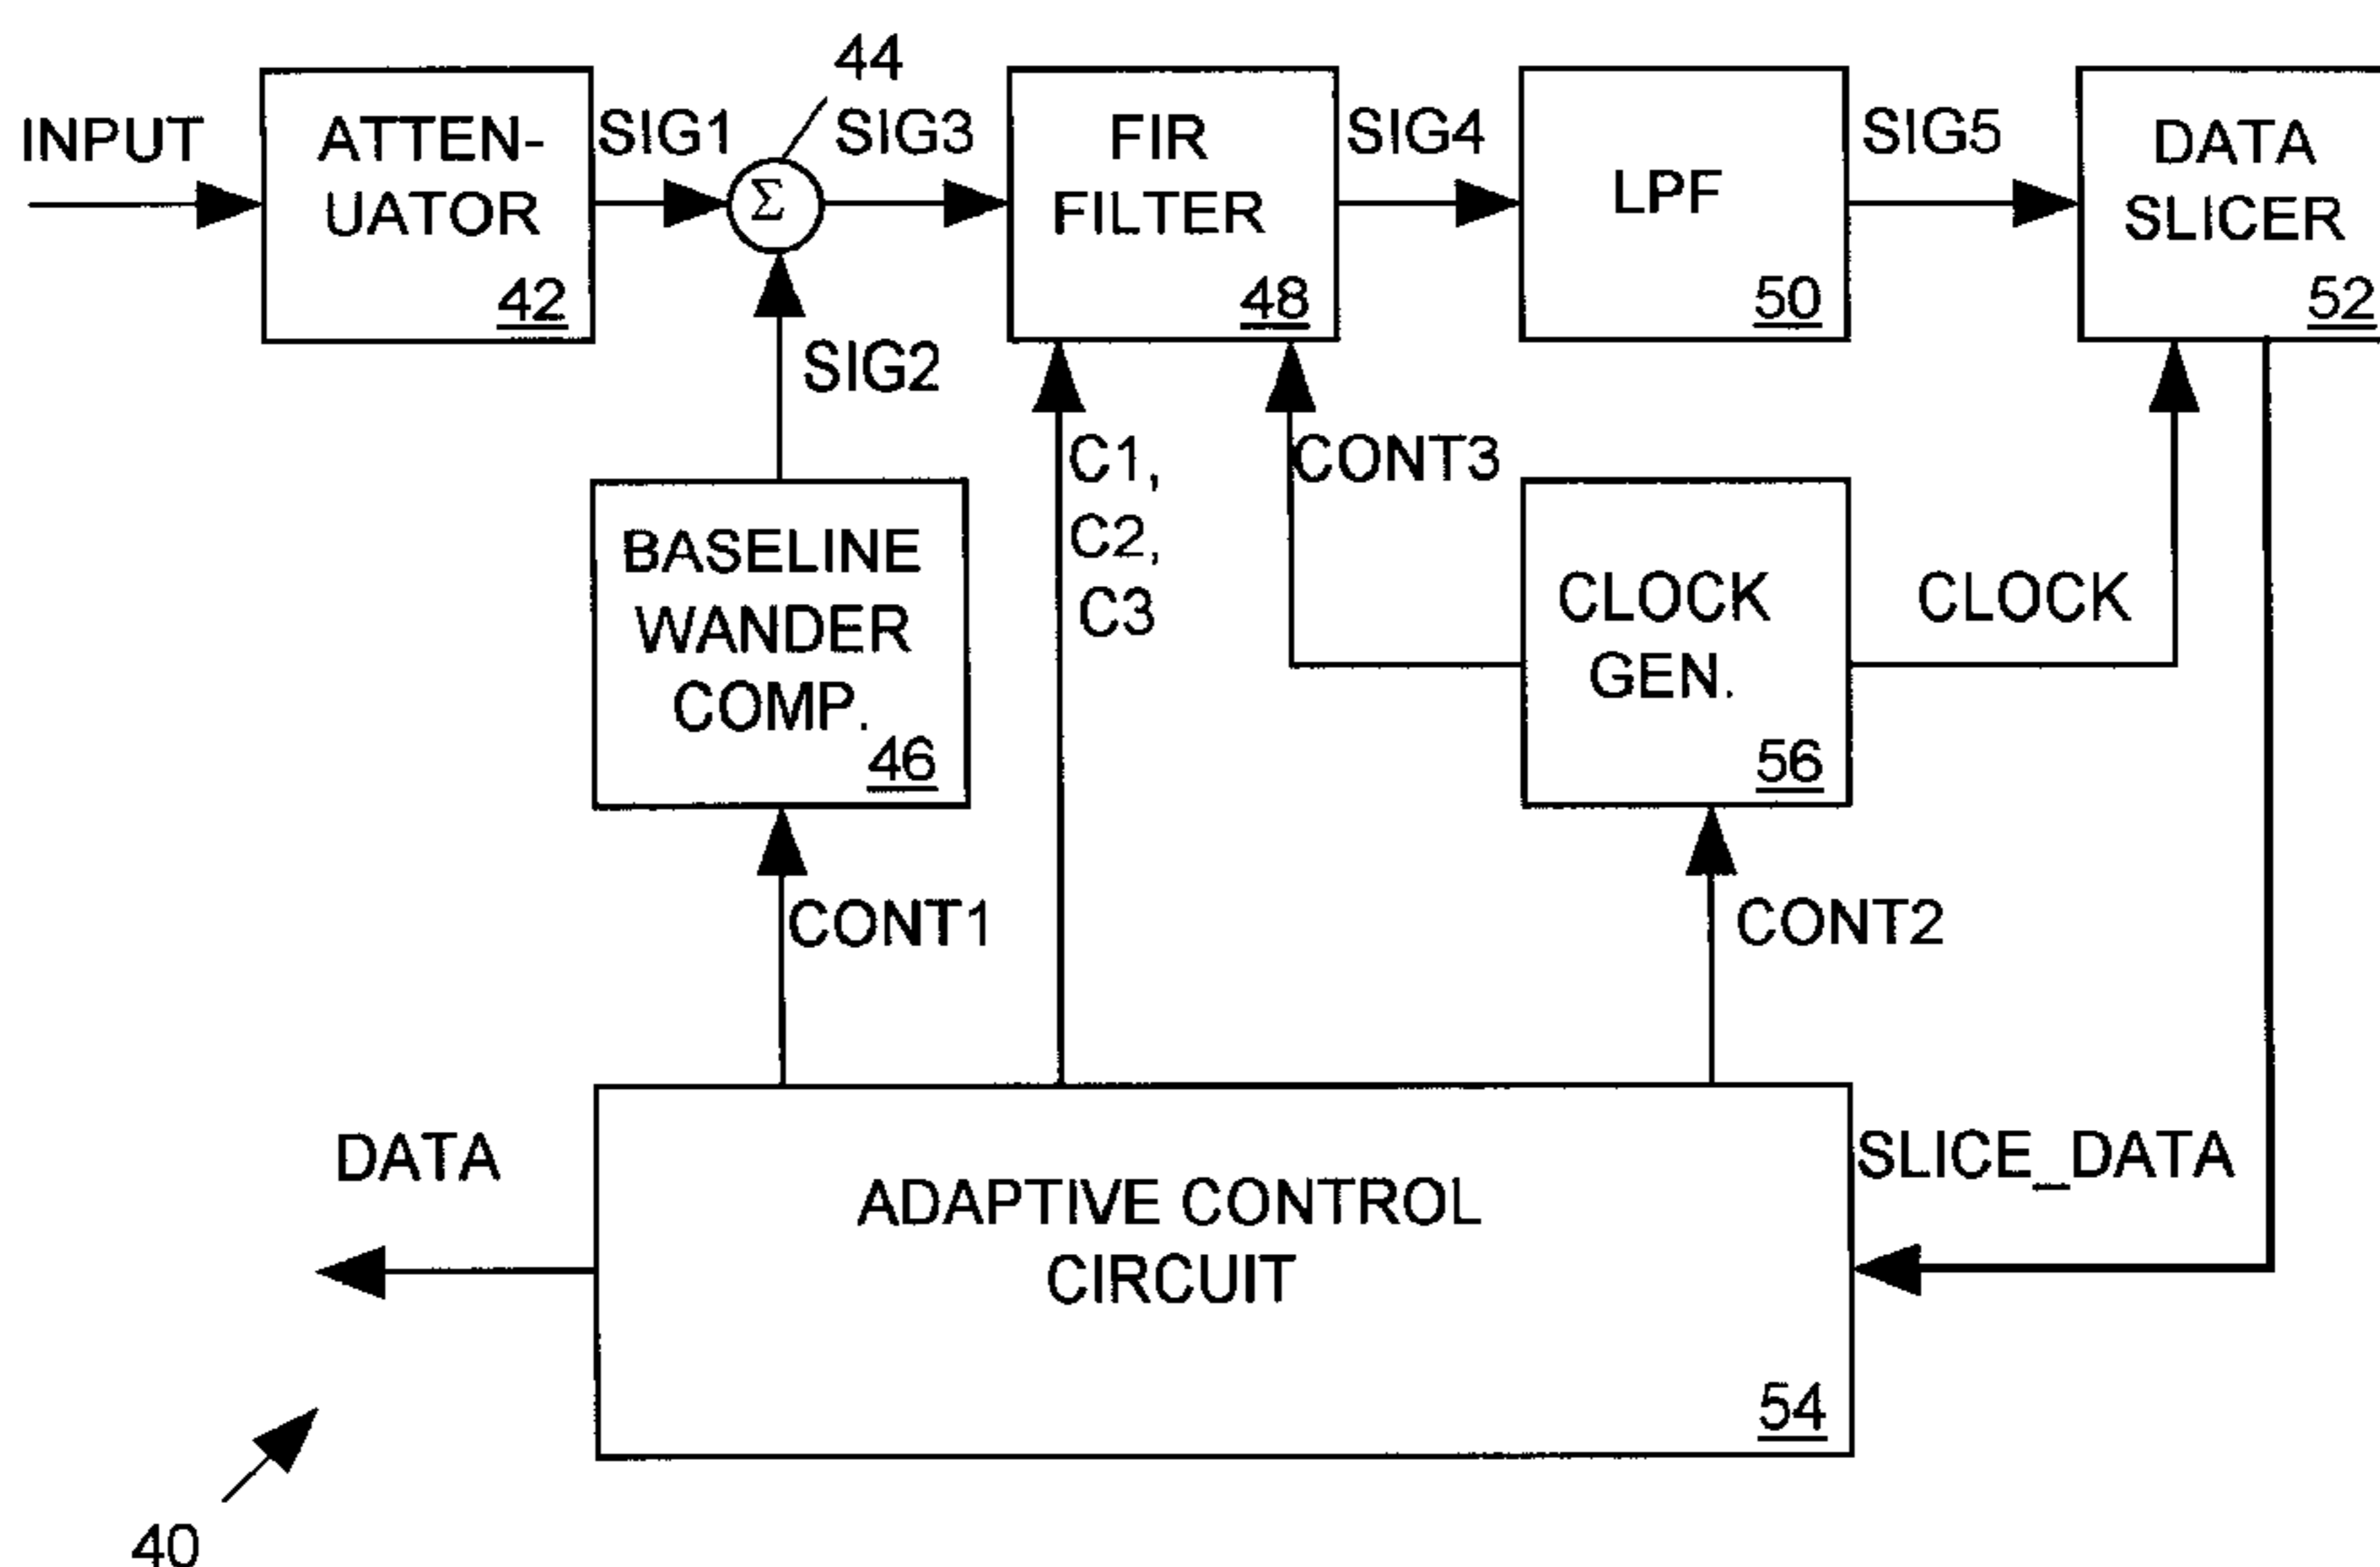 44
INPUT
ATTEN-
UATOR
42
SIG1
Σ
SIG3
FIR
FILTER
48
SIG4
LPF
50
SIG5
DATA
SLICER
52
SIG2
C1,
C2,
C3
CONT3
BASELINE
WANDER
COMP.
46
CLOCK
GEN.
56
CLOCK
CONT1
CONT2
DATA
ADAPTIVE CONTROL
CIRCUIT
54
SLICE_DATA
40